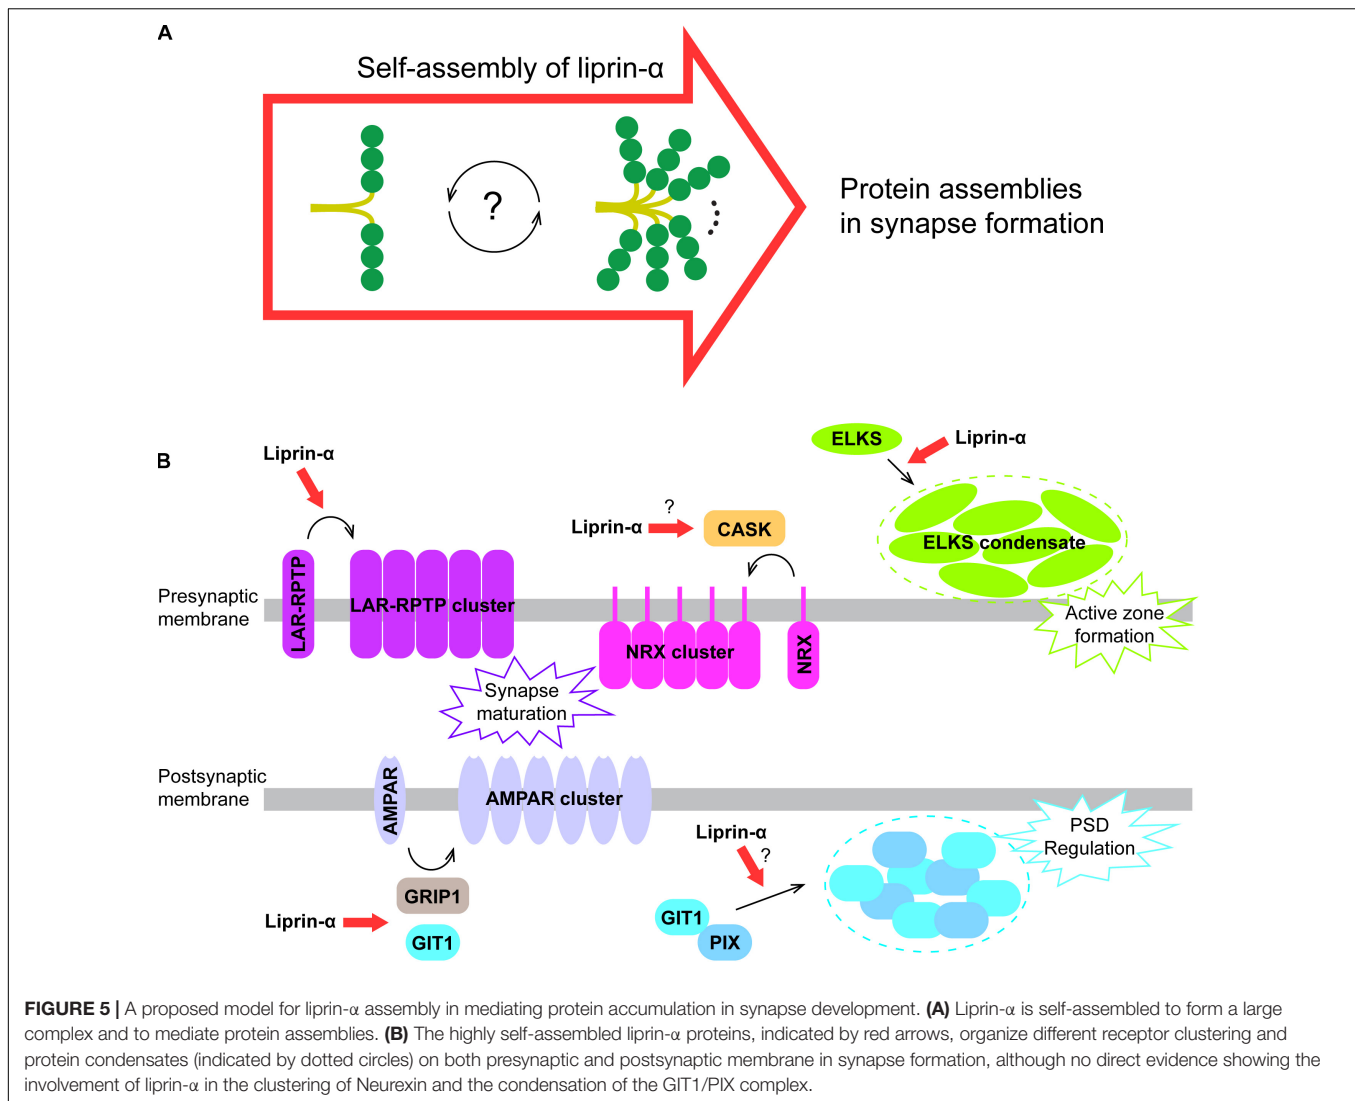 A
Self-assembly of liprin-α
?
Protein assemblies
in synapse formation
B
Liprin-α
LAR-RPTP
LAR-RPTP cluster
Presynaptic
membrane
Liprin-α
?
CASK
NRX cluster
NRX
ELKS
Liprin-α
ELKS condensate
Active zone
formation
Synapse
maturation
Postsynaptic
membrane
AMPAR
AMPAR cluster
GRIP1
Liprin-α
GIT1
Liprin-α
?
GIT1
PIX
PSD
Regulation
FIGURE 5 | A proposed model for liprin-α assembly in mediating protein accumulation in synapse development. (A) Liprin-α is self-assembled to form a large
complex and to mediate protein assemblies. (B) The highly self-assembled liprin-α proteins, indicated by red arrows, organize different receptor clustering and
protein condensates (indicated by dotted circles) on both presynaptic and postsynaptic membrane in synapse formation, although no direct evidence showing the
involvement of liprin-α in the clustering of Neurexin and the condensation of the GIT1/PIX complex.